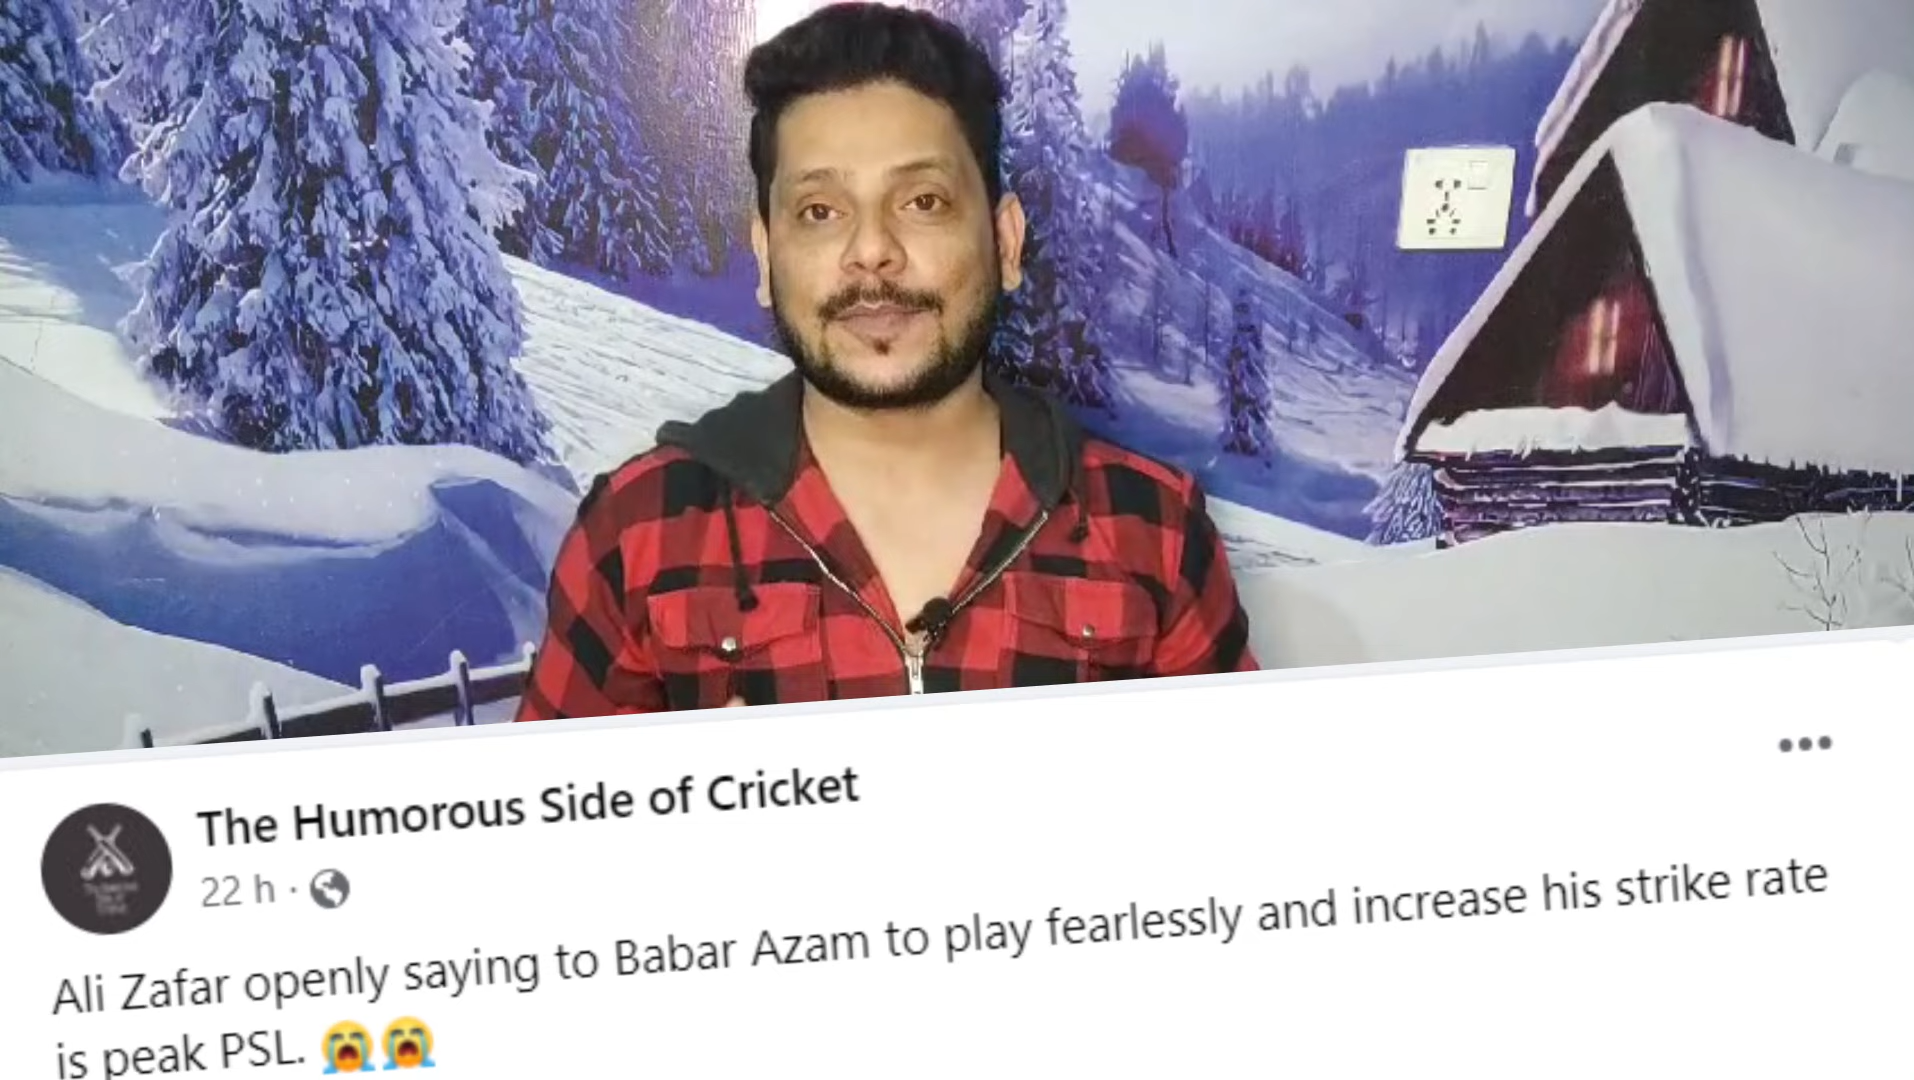 The Humorous Side of Cricket
22 h ·
Ali Zafar openly saying to Babar Azam to play fearlessly and increase his strike rate
is peak PSL. 😭😭